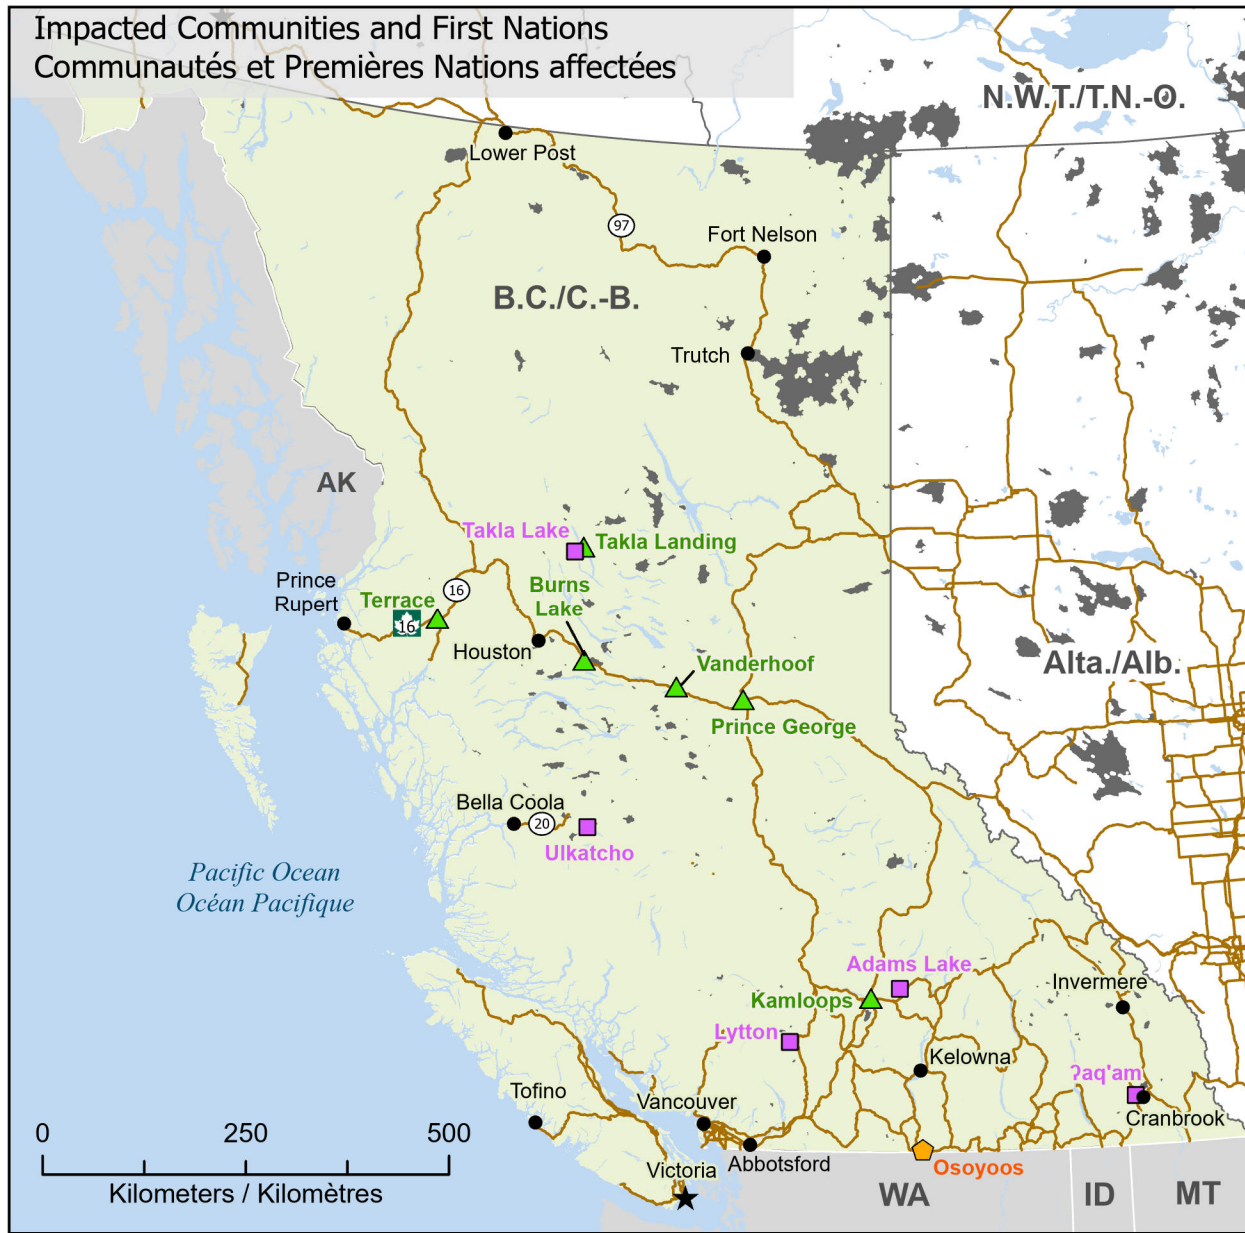 Impacted Communities and First Nations
Communautés et Premières Nations affectées
N.W.T./T.N.-O.
Lower Post
97
Fort Nelson
B.C./C.-B.
Trutch
AK
Takla Lake
Takla Landing
Prince
Rupert
Terrace
16
16
Burns
Lake
Houston
Vanderhoof
Alta./Alb.
Prince George
Bella Coola
20
Ulkatcho
Pacific Ocean
Océan Pacifique
Adams Lake
Invermere
Kamloops
Lytton
Kelowna
ʔaq'am
Tofino
Vancouver
Cranbrook
0 250 500
Kilometers / Kilomètres
Victoria
Abbotsford
Osoyoos
WA
ID
MT